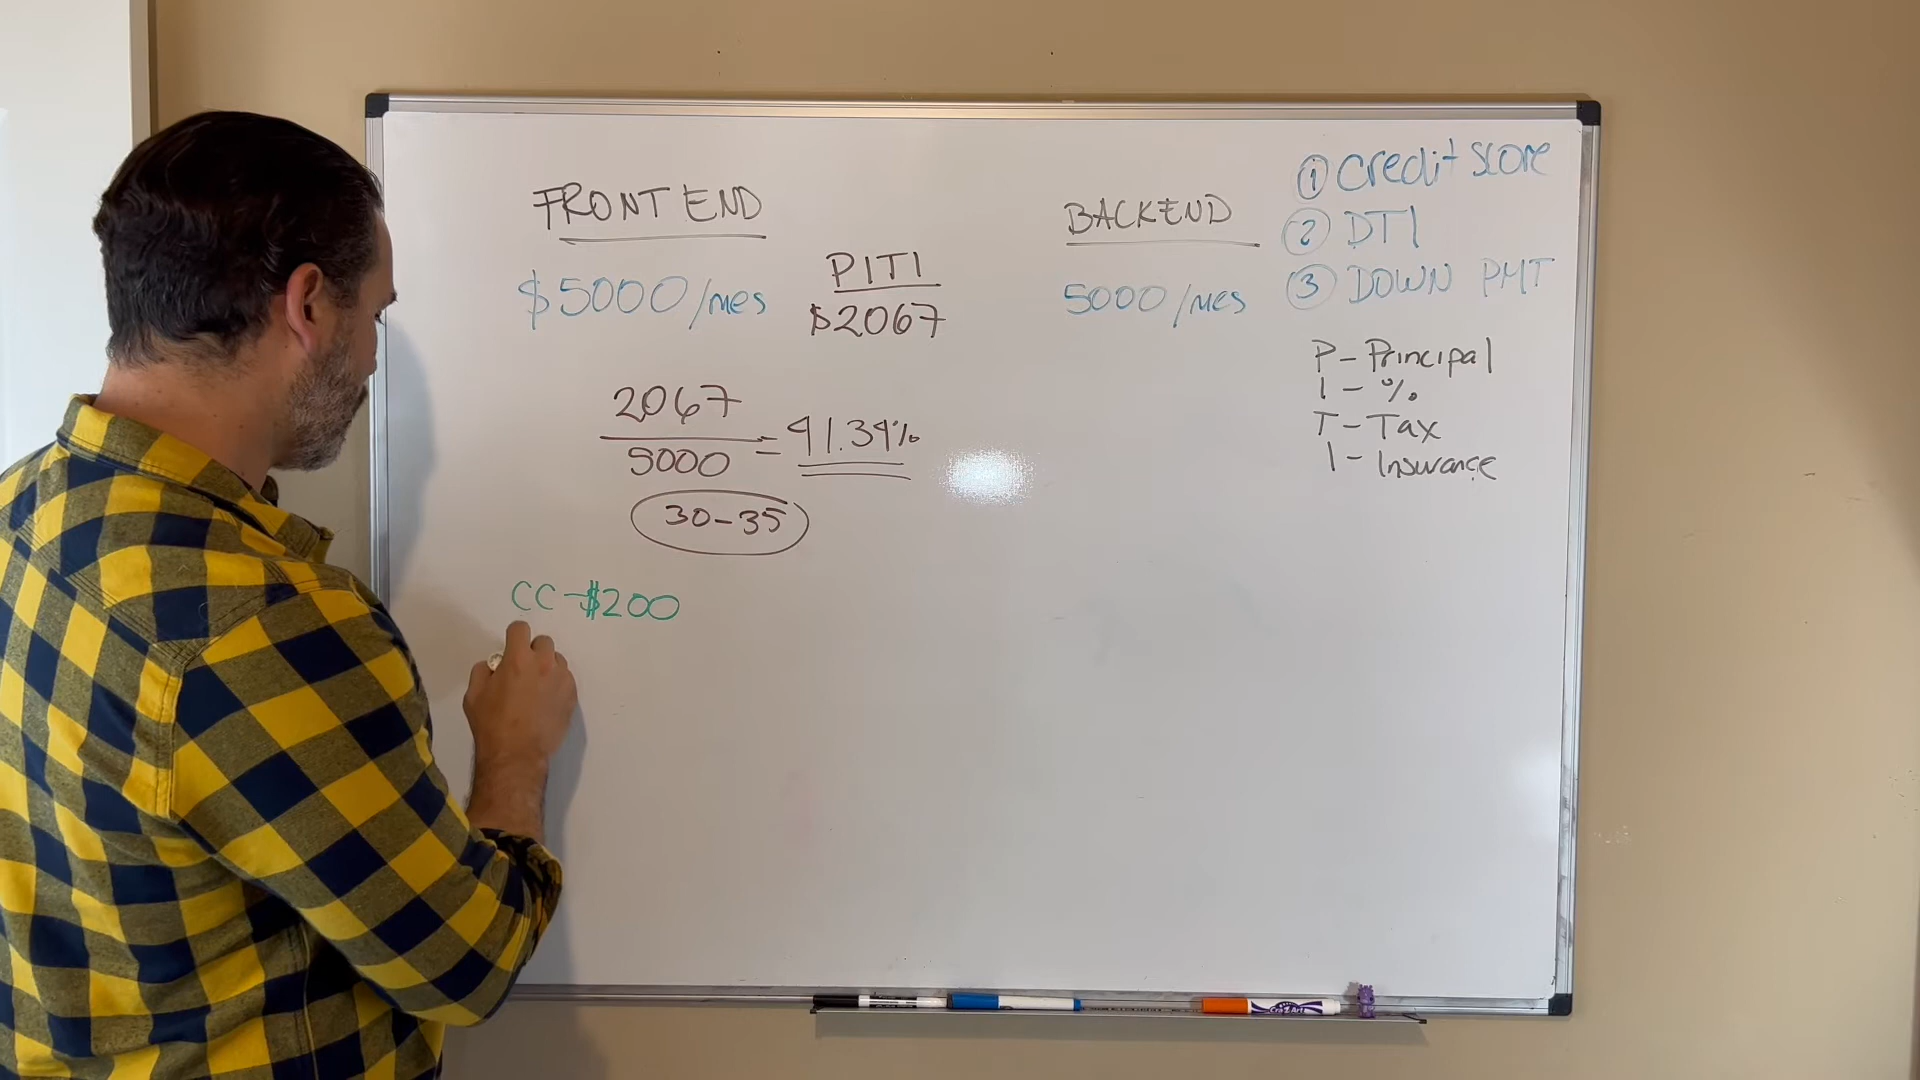 FRONT END
$5000/mes
PITI
$2067
2067
5000
= 41.34%
30-35
CC-$200
BACKEND
5000/mes
① Credit Score
② DTI
③ DOWN PMT
P - Principal
I - %
T - Tax
I - Insurance